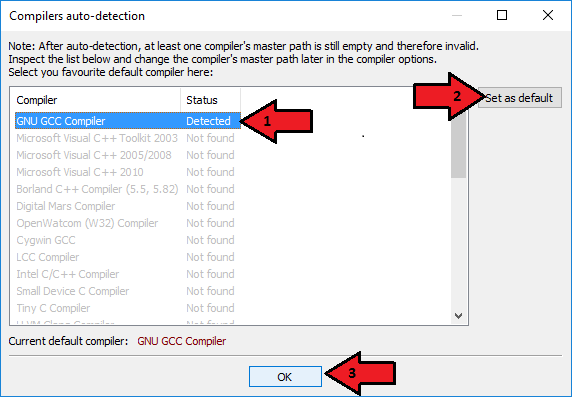 Compilers auto-detection
Note: After auto-detection, at least one compiler's master path is still empty and therefore invalid.
Inspect the list below and change the compiler's master path later in the compiler options.
Select you favourite default compiler here:
Compiler Status
GNU GCC Compiler Detected
Microsoft Visual C++ Toolkit 2003 Not found
Microsoft Visual C++ 2005/2008 Not found
Microsoft Visual C++ 2010 Not found
Borland C++ Compiler (5.5, 5.82) Not found
Digital Mars Compiler Not found
OpenWatcom (W32) Compiler Not found
Cygwin GCC Not found
LCC Compiler Not found
Intel C/C++ Compiler Not found
Small Device C Compiler Not found
Tiny C Compiler Not found
LLVM Clang Compiler Not found
1
2
Set as default
Current default compiler: GNU GCC Compiler
OK
3